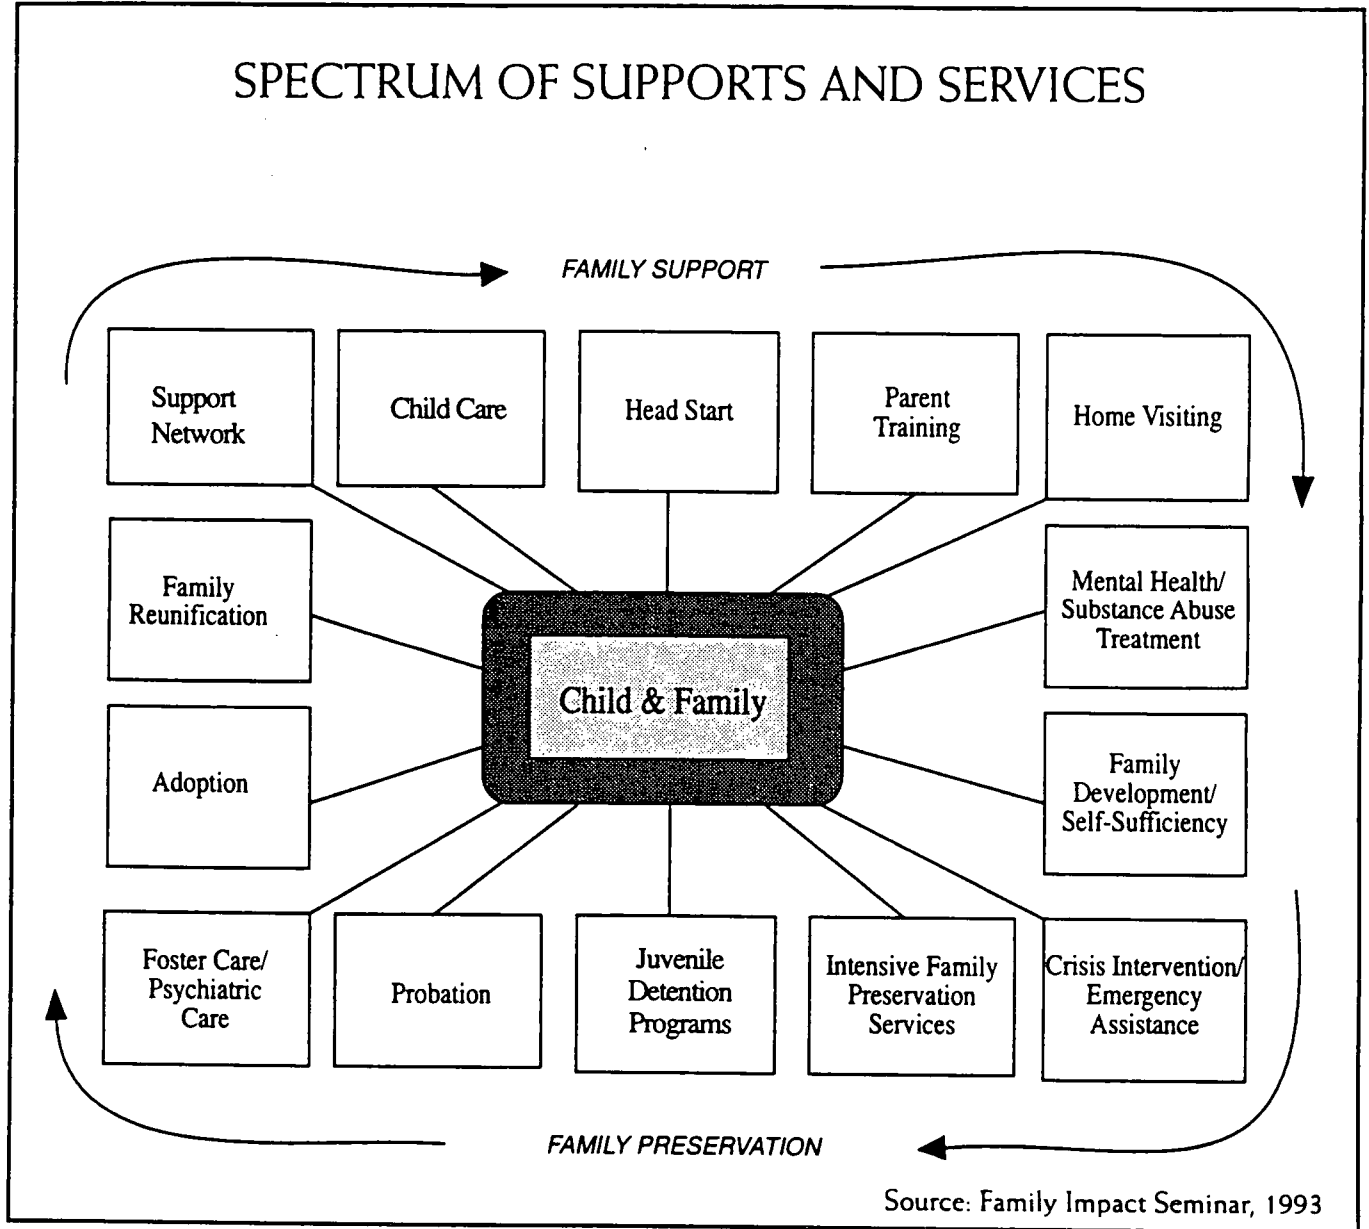 SPECTRUM OF SUPPORTS AND SERVICES
FAMILY SUPPORT
Support
Network
Child Care
Head Start
Parent
Training
Home Visiting
Family
Reunification
Mental Health/
Substance Abuse
Treatment
Child & Family
Adoption
Family
Development/
Self-Sufficiency
Foster Care/
Psychiatric
Care
Probation
Juvenile
Detention
Programs
Intensive Family
Preservation
Services
Crisis Intervention/
Emergency
Assistance
FAMILY PRESERVATION
Source: Family Impact Seminar, 1993